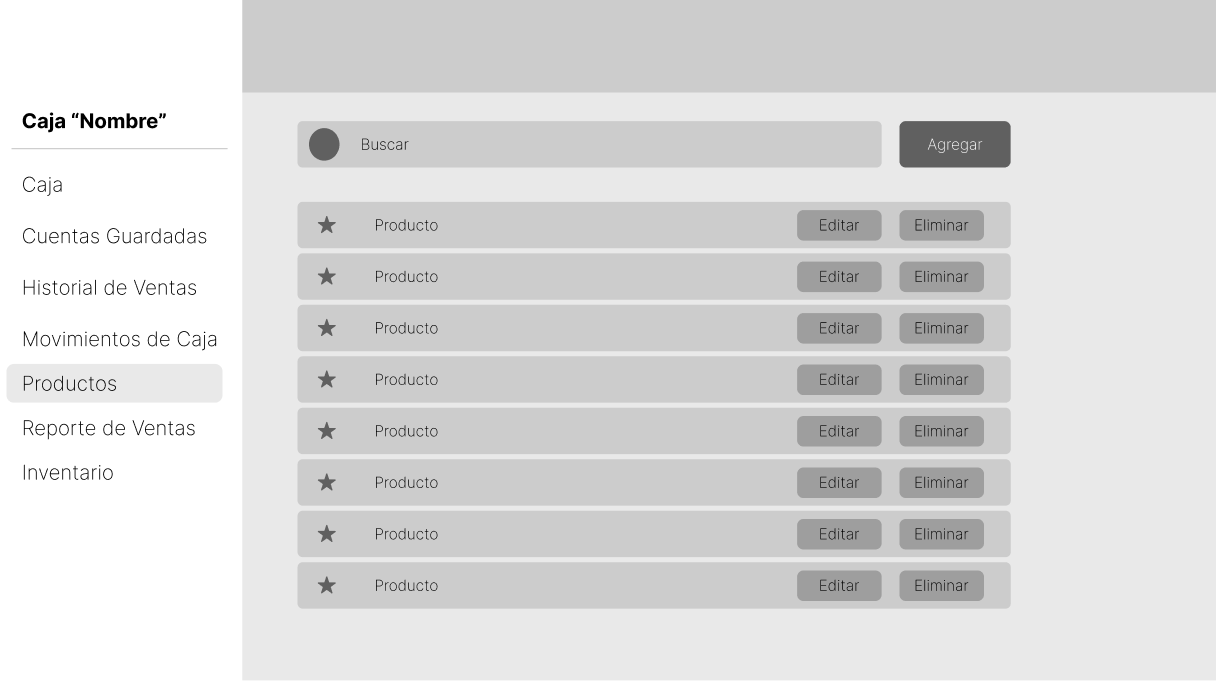 Caja “Nombre”
Caja
Cuentas Guardadas
Historial de Ventas
Movimientos de Caja
Productos
Reporte de Ventas
Inventario
Buscar
Agregar
Producto Editar Eliminar
Producto Editar Eliminar
Producto Editar Eliminar
Producto Editar Eliminar
Producto Editar Eliminar
Producto Editar Eliminar
Producto Editar Eliminar
Producto Editar Eliminar